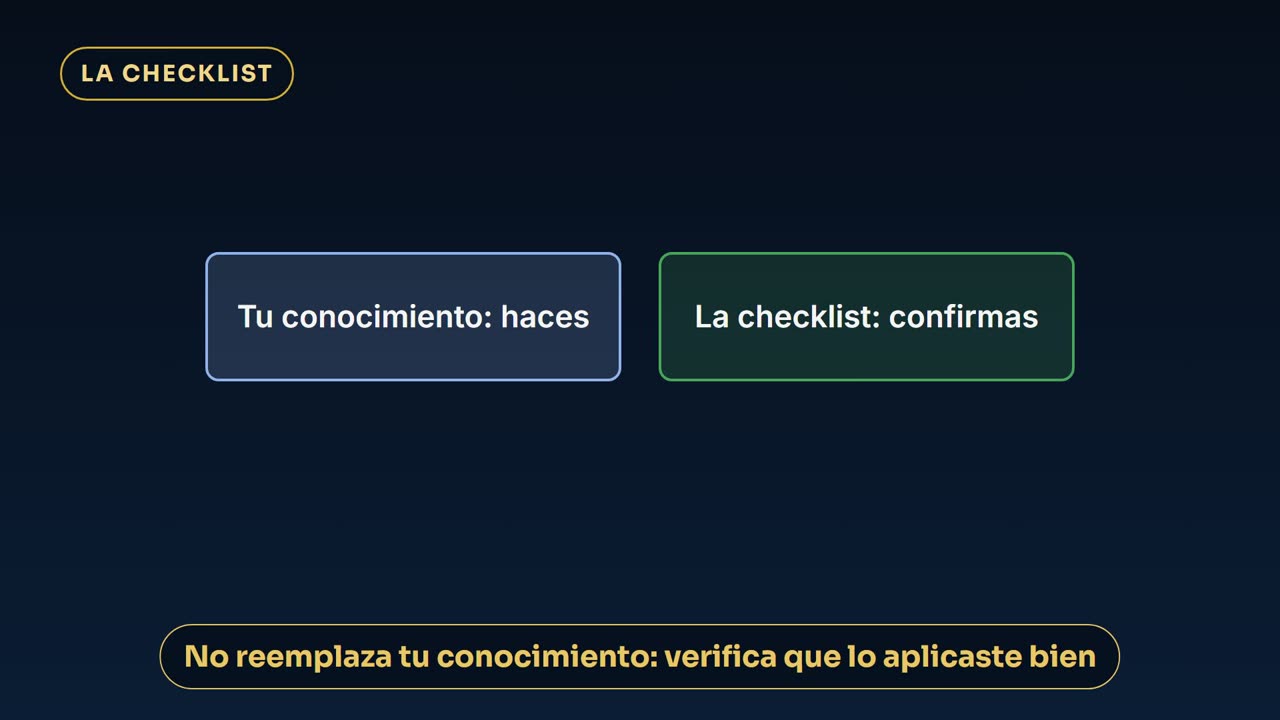 LA CHECKLIST
Tu conocimiento: haces
La checklist: confirmas
No reemplaza tu conocimiento: verifica que lo aplicaste bien